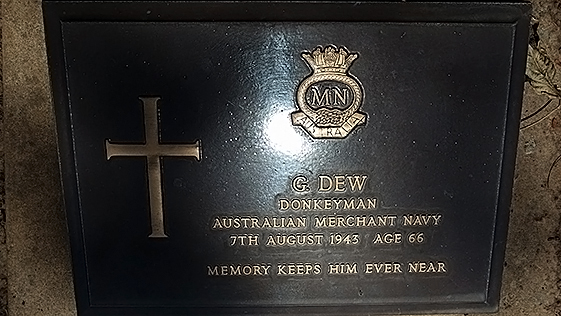 MN
G. DEW
DONKEYMAN
AUSTRALIAN MERCHANT NAVY
7TH AUGUST 1943 AGE 66
MEMORY KEEPS HIM EVER NEAR